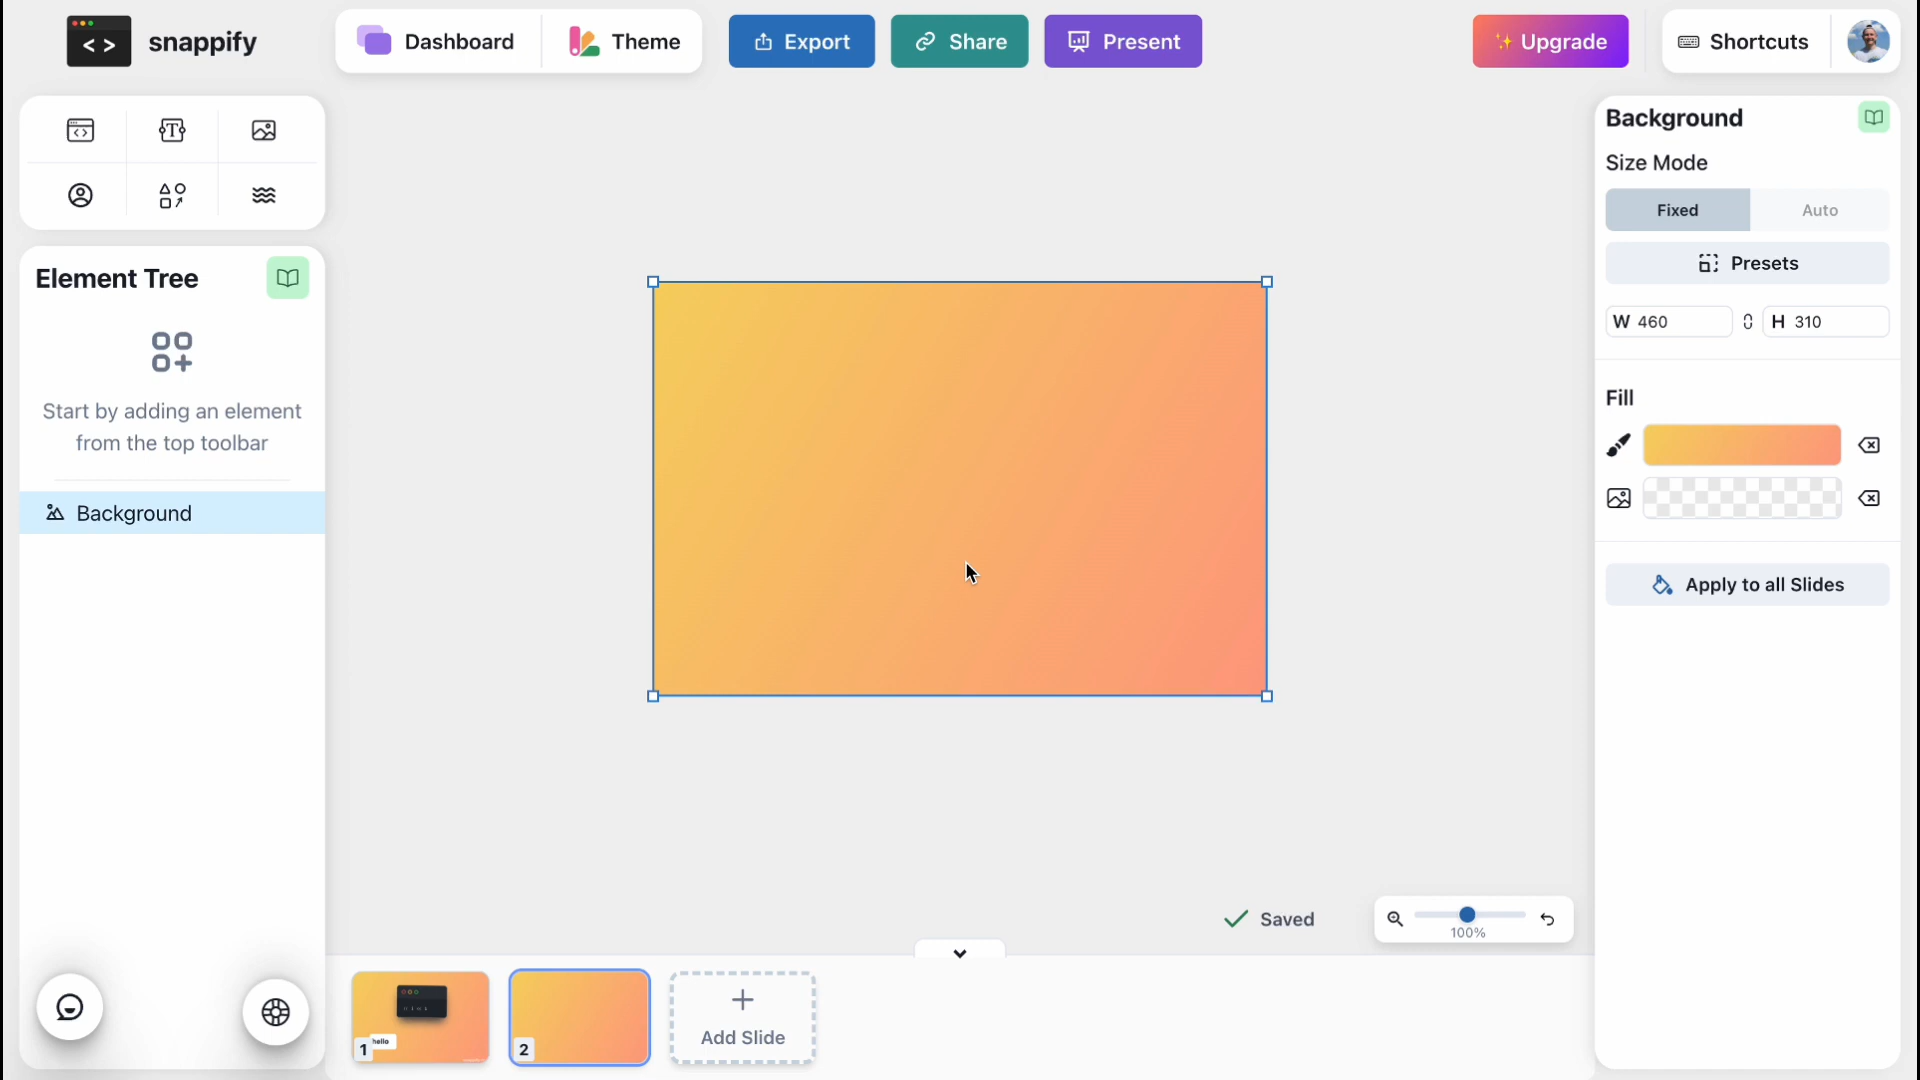 snappify
Dashboard
Theme
Export
Share
Present
Upgrade
Shortcuts
Element Tree
Start by adding an element
from the top toolbar
Background
Background
Size Mode
Fixed
Auto
Presets
W 460
H 310
Fill
Apply to all Slides
Saved
100%
1
hello
2
Add Slide